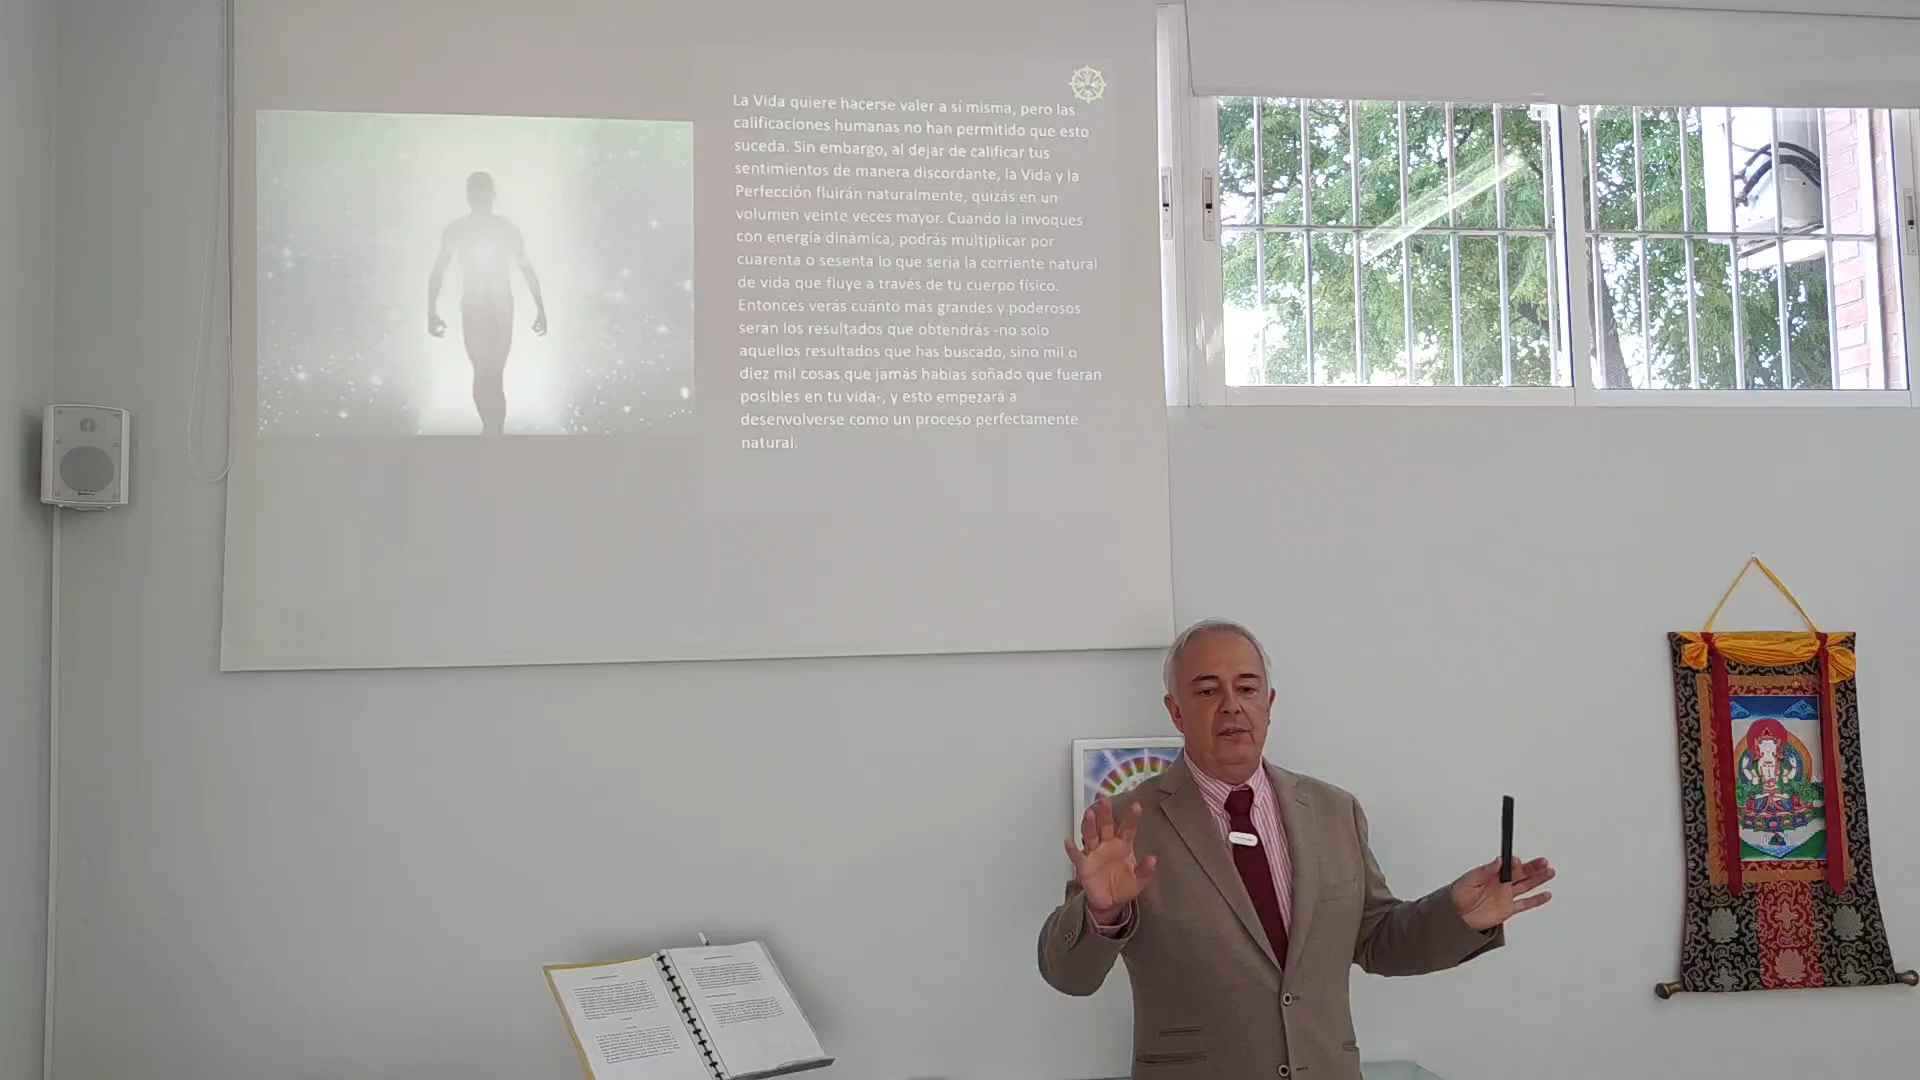 La Vida quiere hacerse valer a sí misma, pero las
calificaciones humanas no han permitido que esto
suceda. Sin embargo, al dejar de calificar tus
sentimientos de manera discordante, la Vida y la
Perfección fluirán naturalmente, quizás en un
volumen veinte veces mayor. Cuando la invoques
con energía dinámica, podrás multiplicar por
cuarenta o sesenta lo que sería la corriente natural
de vida que fluye a través de tu cuerpo físico.
Entonces verás cuánto más grandes y poderosos
serán los resultados que obtendrás -no solo
aquellos resultados que has buscado, sino mil o
diez mil cosas que jamás habías soñado que fueran
posibles en tu vida-, y esto empezará a
desenvolverse como un proceso perfectamente
natural.